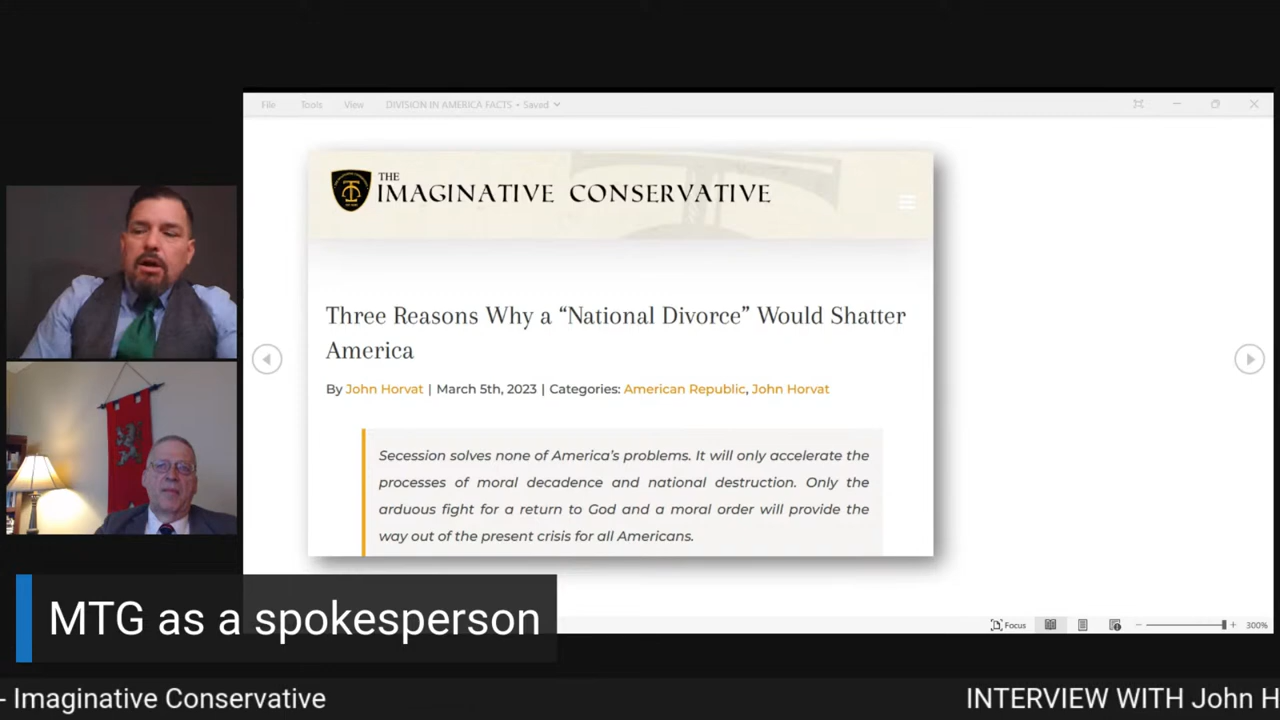 File Tools View DIVISION IN AMERICA FACTS • Saved
THE
IMAGINATIVE CONSERVATIVE
Three Reasons Why a “National Divorce” Would Shatter
America
By John Horvat | March 5th, 2023 | Categories: American Republic, John Horvat
Secession solves none of America’s problems. It will only accelerate the
processes of moral decadence and national destruction. Only the
arduous fight for a return to God and a moral order will provide the
way out of the present crisis for all Americans.
MTG as a spokesperson
Focus 300%
- Imaginative Conservative INTERVIEW WITH John H